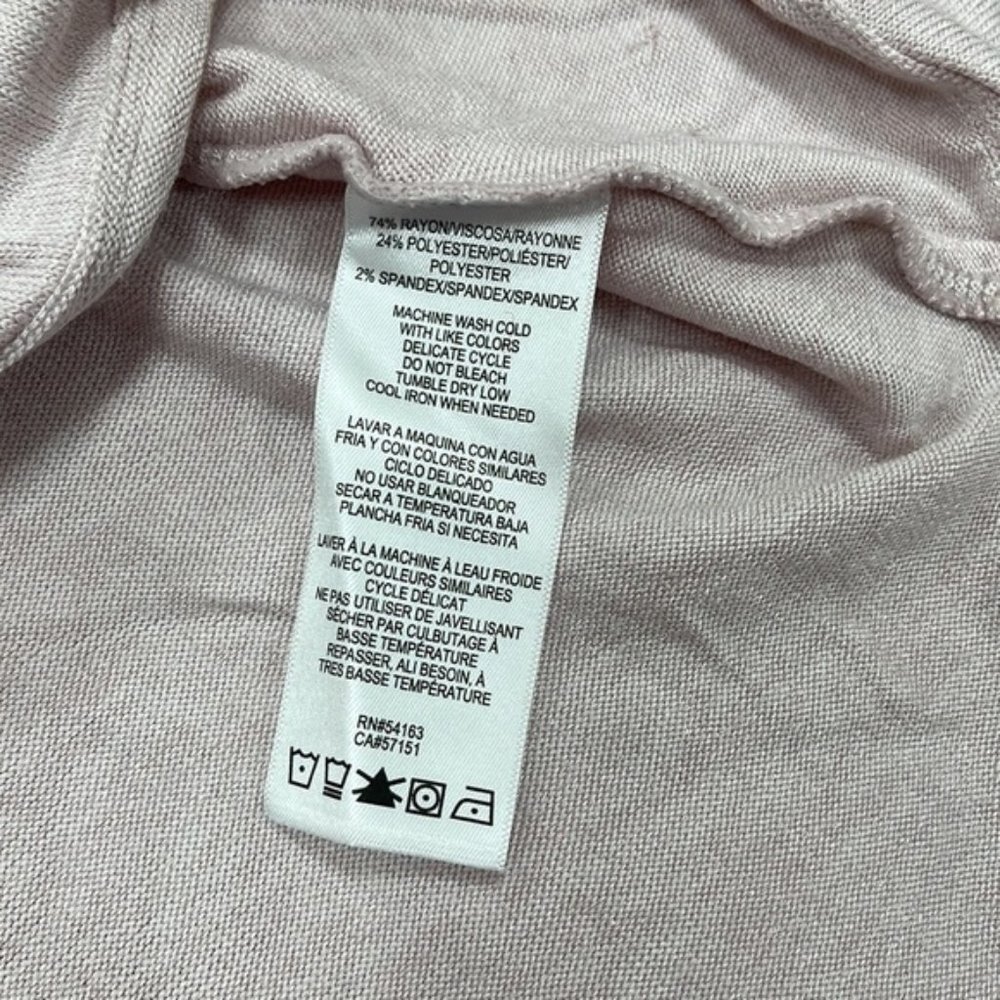 74% RAYON/VISCOSA/RAYONNE
24% POLYESTER/POLIÉSTER/
POLYESTER
2% SPANDEX/SPANDEX/SPANDEX
MACHINE WASH COLD
WITH LIKE COLORS
DELICATE CYCLE
DO NOT BLEACH
TUMBLE DRY LOW
COOL IRON WHEN NEEDED
LAVAR A MAQUINA CON AGUA
FRIA Y CON COLORES SIMILARES
CICLO DELICADO
NO USAR BLANQUEADOR
SECAR A TEMPERATURA BAJA
PLANCHA FRIA SI NECESITA
LAVER À LA MACHINE À LEAU FROIDE
AVEC COULEURS SIMILAIRES
CYCLE DÉLICAT
NE PAS UTILISER DE JAVELLISANT
SÉCHER PAR CULBUTAGE À
BASSE TEMPÉRATURE
REPASSER, ALI BESOIN, À
TRES BASSE TEMPÉRATURE
RN#54163
CA#57151